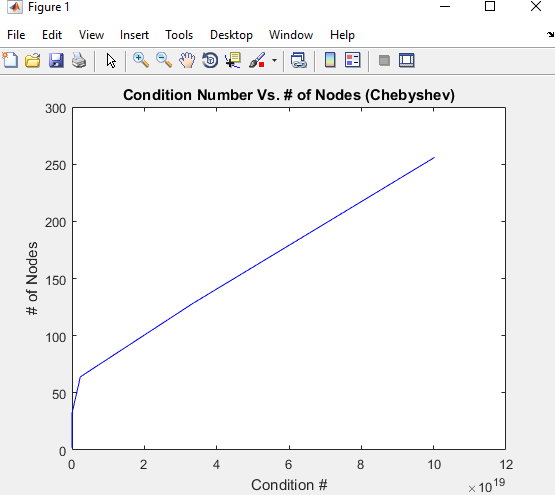 Figure 1
File Edit View Insert Tools Desktop Window Help
Condition Number Vs. # of Nodes (Chebyshev)
300
250
200
150
100
50
0
# of Nodes
0 2 4 6 8 10 12
×10^19
Condition #